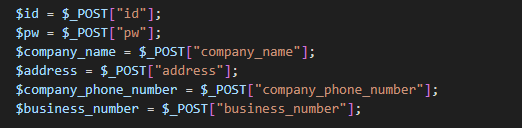 $id = $_POST["id"];
$pw = $_POST["pw"];
$company_name = $_POST["company_name"];
$address = $_POST["address"];
$company_phone_number = $_POST["company_phone_number"];
$business_number = $_POST["business_number"];